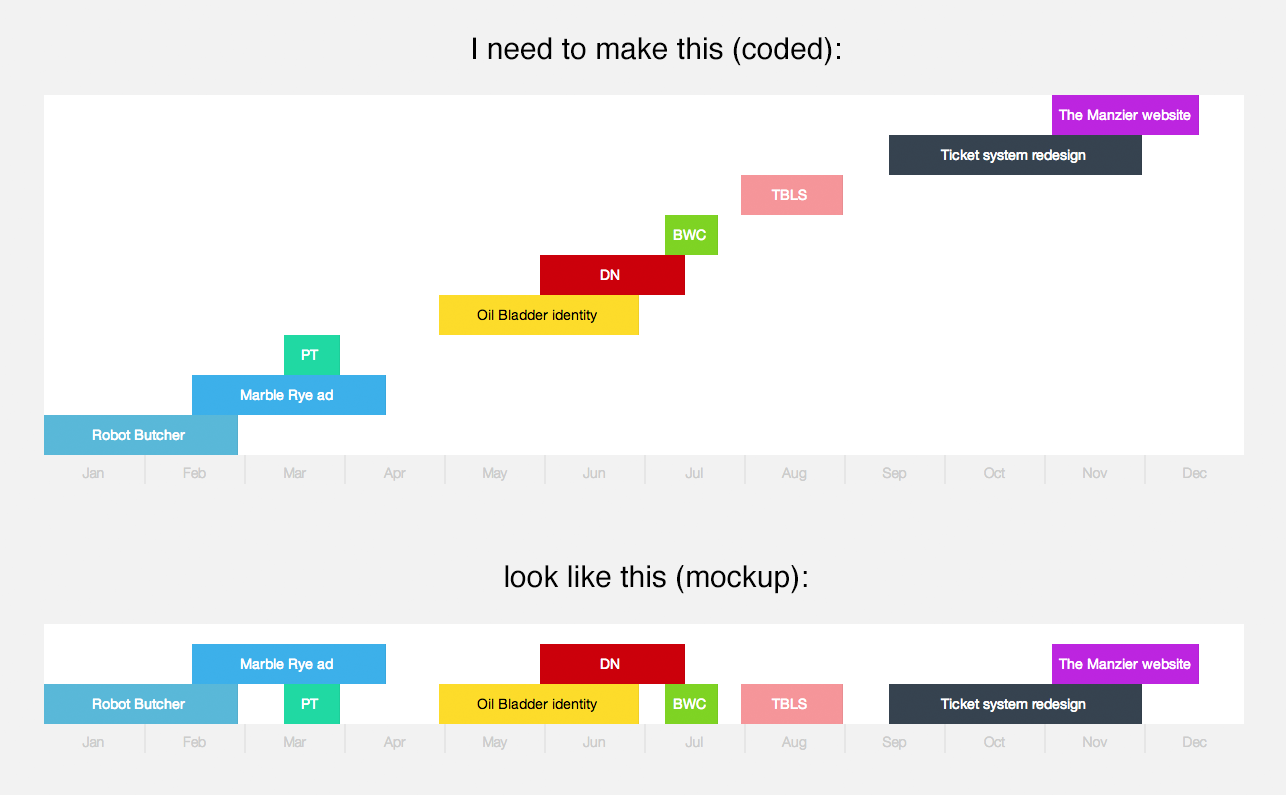 I need to make this (coded):
The Manzier website
Ticket system redesign
TBLS
BWC
DN
Oil Bladder identity
PT
Marble Rye ad
Robot Butcher
Jan Feb Mar Apr May Jun Jul Aug Sep Oct Nov Dec
look like this (mockup):
Marble Rye ad DN The Manzier website
Robot Butcher PT Oil Bladder identity BWC TBLS Ticket system redesign
Jan Feb Mar Apr May Jun Jul Aug Sep Oct Nov Dec